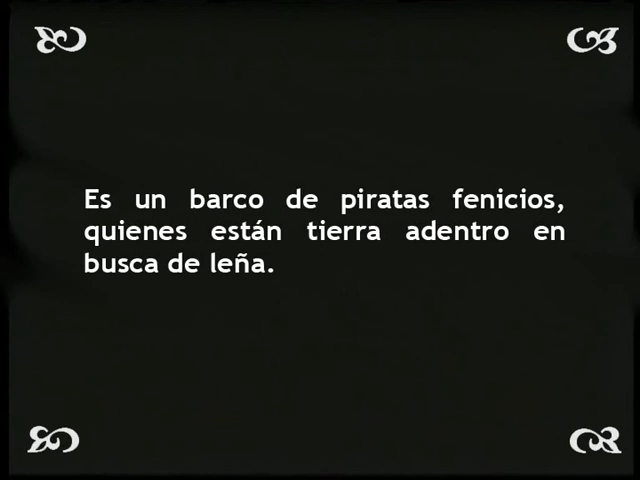 Es un barco de piratas fenicios,
quienes están tierra adentro en
busca de leña.